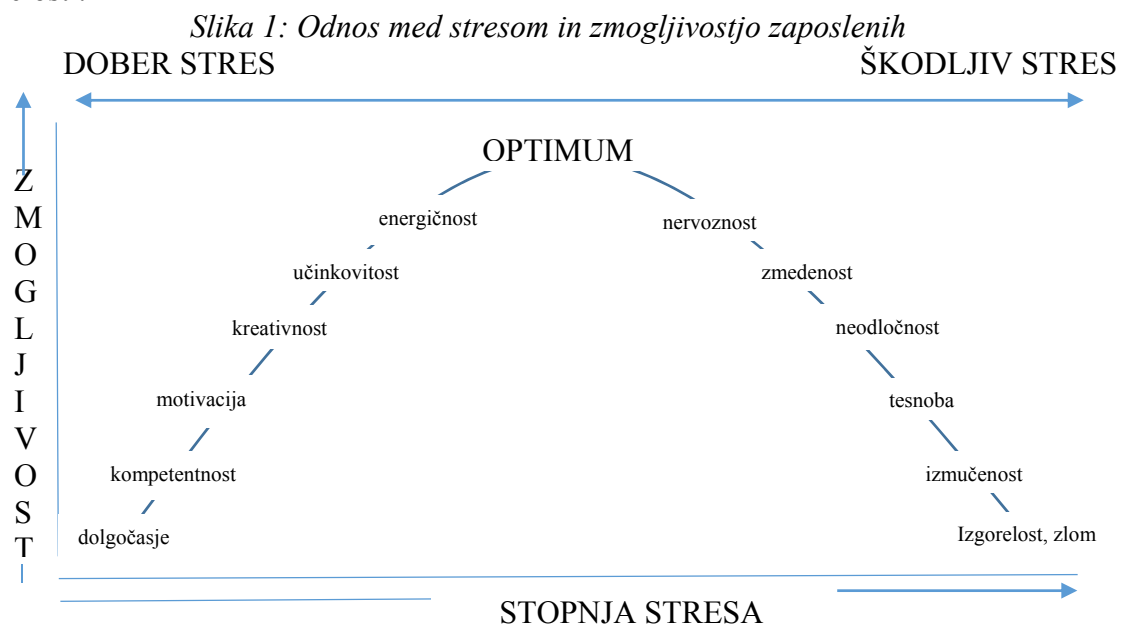 Slika 1: Odnos med stresom in zmogljivostjo zaposlenih
DOBER STRES
ŠKODLJIV STRES
OPTIMUM
Z
M
O
G
L
J
I
V
O
S
T
energičnost
nervoznost
učinkovitost
zmedenost
kreativnost
neodločnost
motivacija
tesnoba
kompetentnost
izmučenost
dolgočasje
Izgorelost, zlom
STOPNJA STRESA